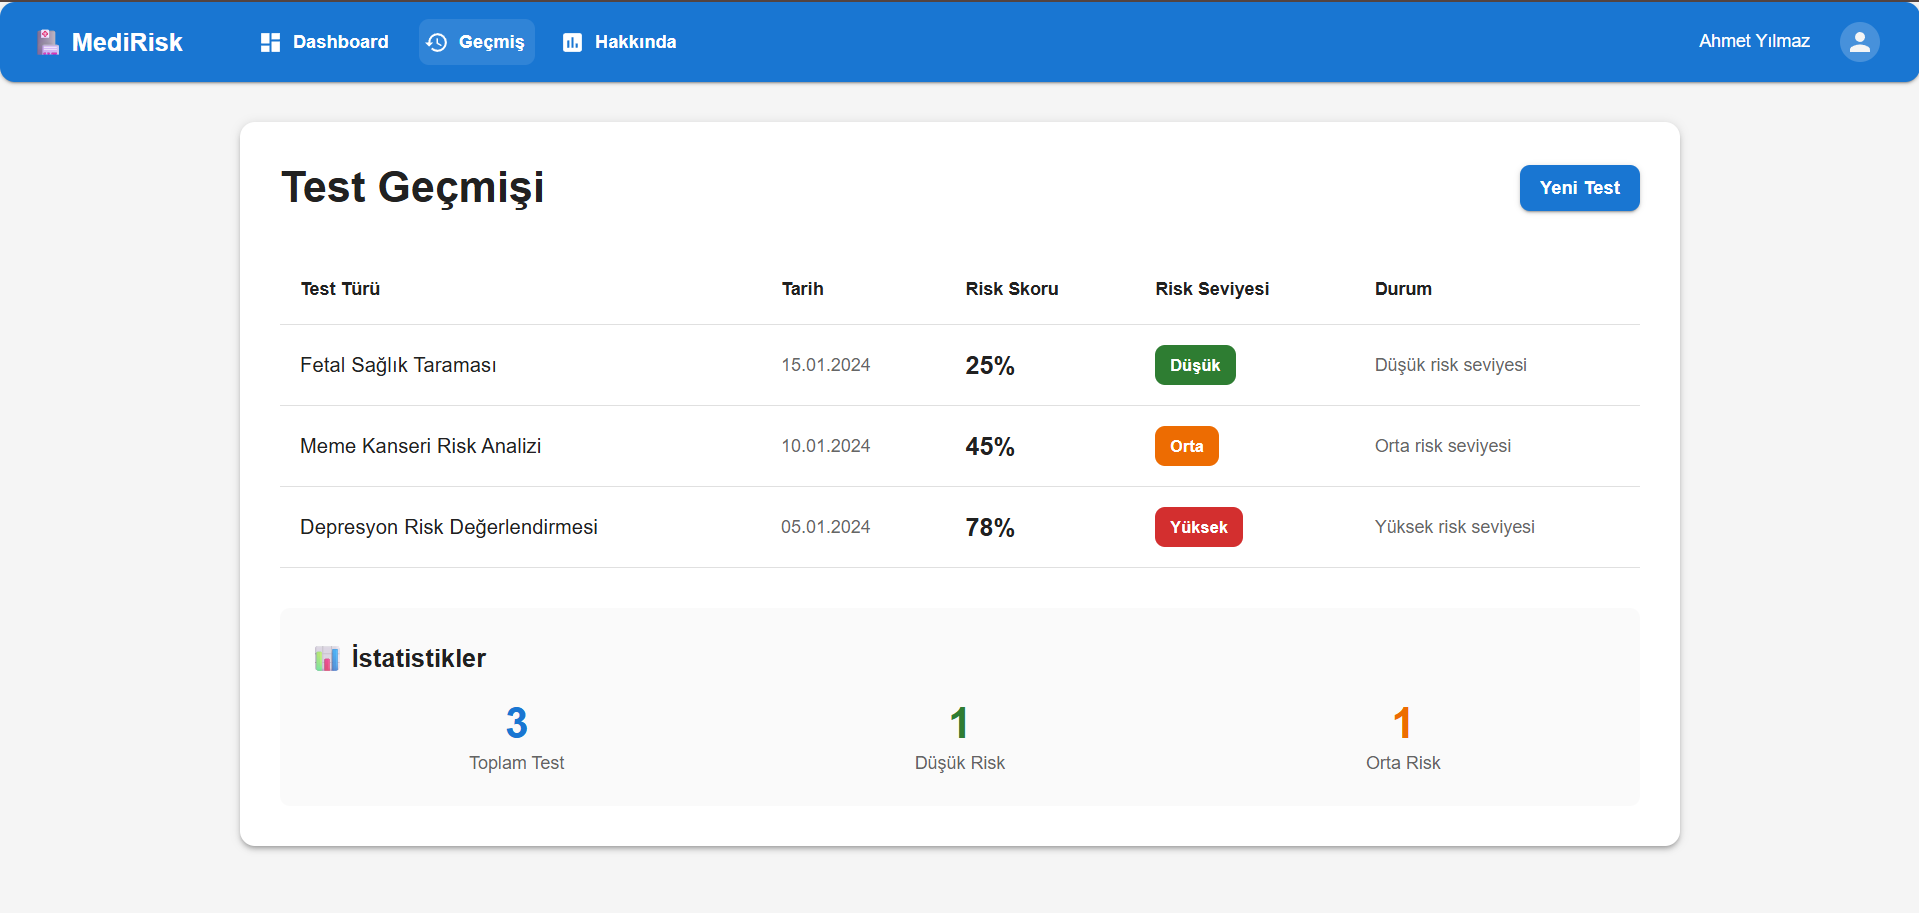 MediRisk
Dashboard
Geçmiş
Hakkında
Ahmet Yılmaz
Test Geçmişi
Yeni Test
Test Türü Tarih Risk Skoru Risk Seviyesi Durum
Fetal Sağlık Taraması 15.01.2024 25% Düşük Düşük risk seviyesi
Meme Kanseri Risk Analizi 10.01.2024 45% Orta Orta risk seviyesi
Depresyon Risk Değerlendirmesi 05.01.2024 78% Yüksek Yüksek risk seviyesi
İstatistikler
3
Toplam Test
1
Düşük Risk
1
Orta Risk